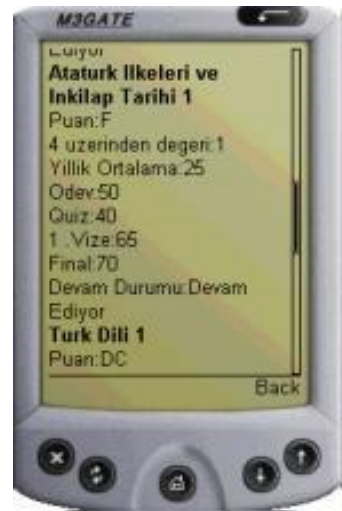 M3GATE
Ediyor
Ataturk Ilkeleri ve
Inkilap Tarihi 1
Puan:F
4 uzerinden degeri:1
Yillik Ortalama:25
Odev:50
Quiz:40
1 .Vize:65
Final:70
Devam Durumu:Devam
Ediyor
Turk Dili 1
Puan:DC
Back